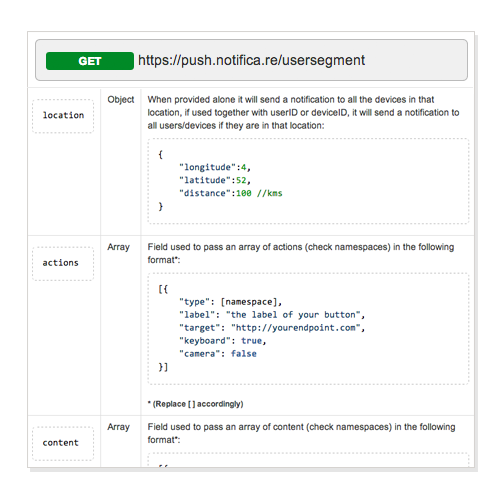 GET https://push.notifica.re/usersegment
location Object When provided alone it will send a notification to all the devices in that
location, if used together with userID or deviceID, it will send a notification to
all users/devices if they are in that location:
{
"longitude":4,
"latitude":52,
"distance":100 //kms
}
actions Array Field used to pass an array of actions (check namespaces) in the following
format*:
[{
"type": [namespace],
"label": "the label of your button",
"target": "http://yourendpoint.com",
"keyboard": true,
"camera": false
}]
* (Replace [ ] accordingly)
content Array Field used to pass an array of content (check namespaces) in the following
format*:
[{